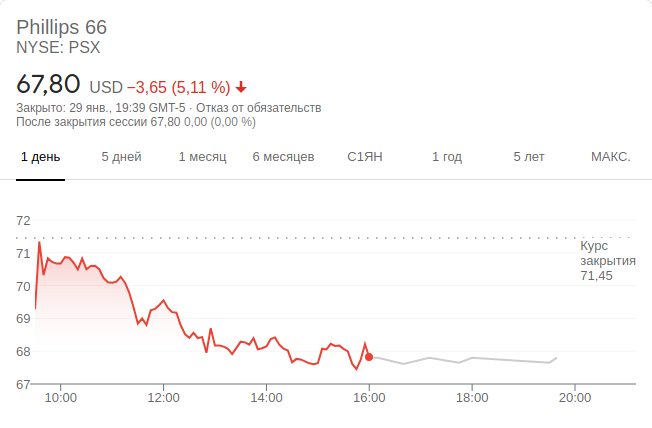 Phillips 66
NYSE: PSX
67,80 USD −3,65 (5,11 %)
Закрыто: 29 янв., 19:39 GMT-5 · Отказ от обязательств
После закрытия сессии 67,80 0,00 (0,00 %)
1 день 5 дней 1 месяц 6 месяцев С1ЯН 1 год 5 лет МАКС.
72
71
70
69
68
67
Курс
закрытия
71,45
10:00 12:00 14:00 16:00 18:00 20:00